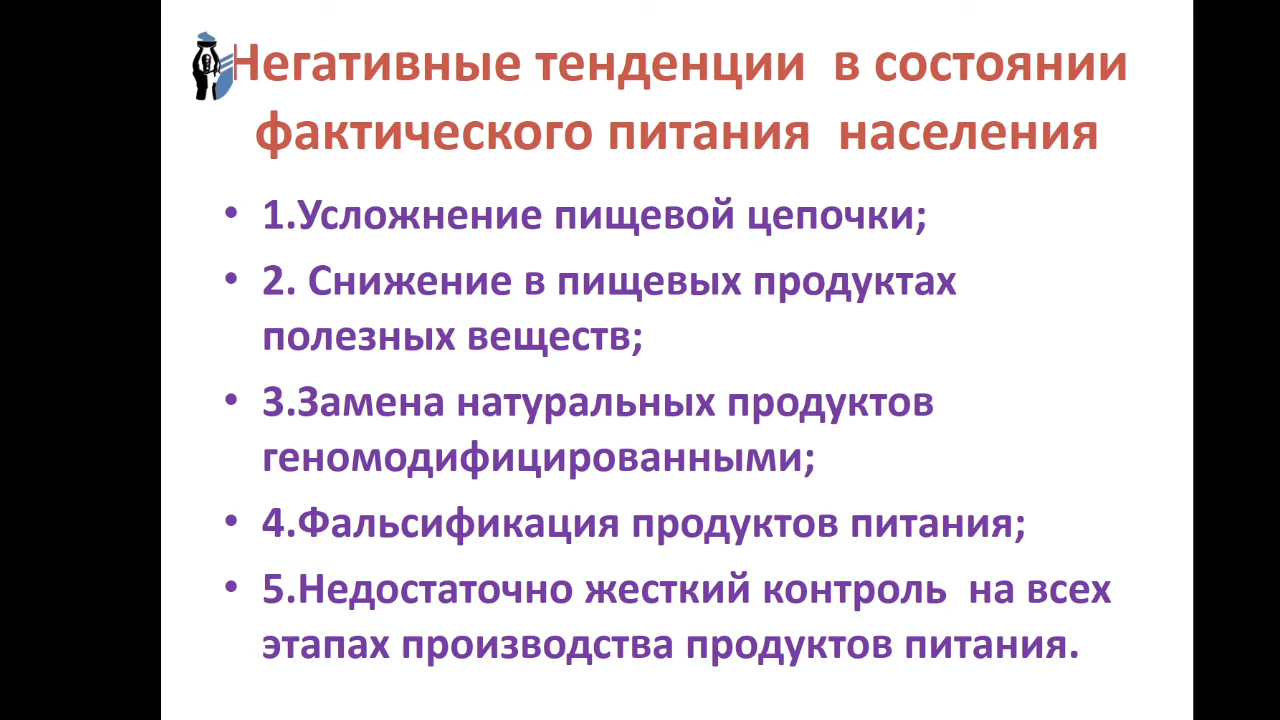 Негативные тенденции в состоянии
фактического питания населения
• 1.Усложнение пищевой цепочки;
• 2. Снижение в пищевых продуктах
полезных веществ;
• 3.Замена натуральных продуктов
геномодифицированными;
• 4.Фальсификация продуктов питания;
• 5.Недостаточно жесткий контроль на всех
этапах производства продуктов питания.